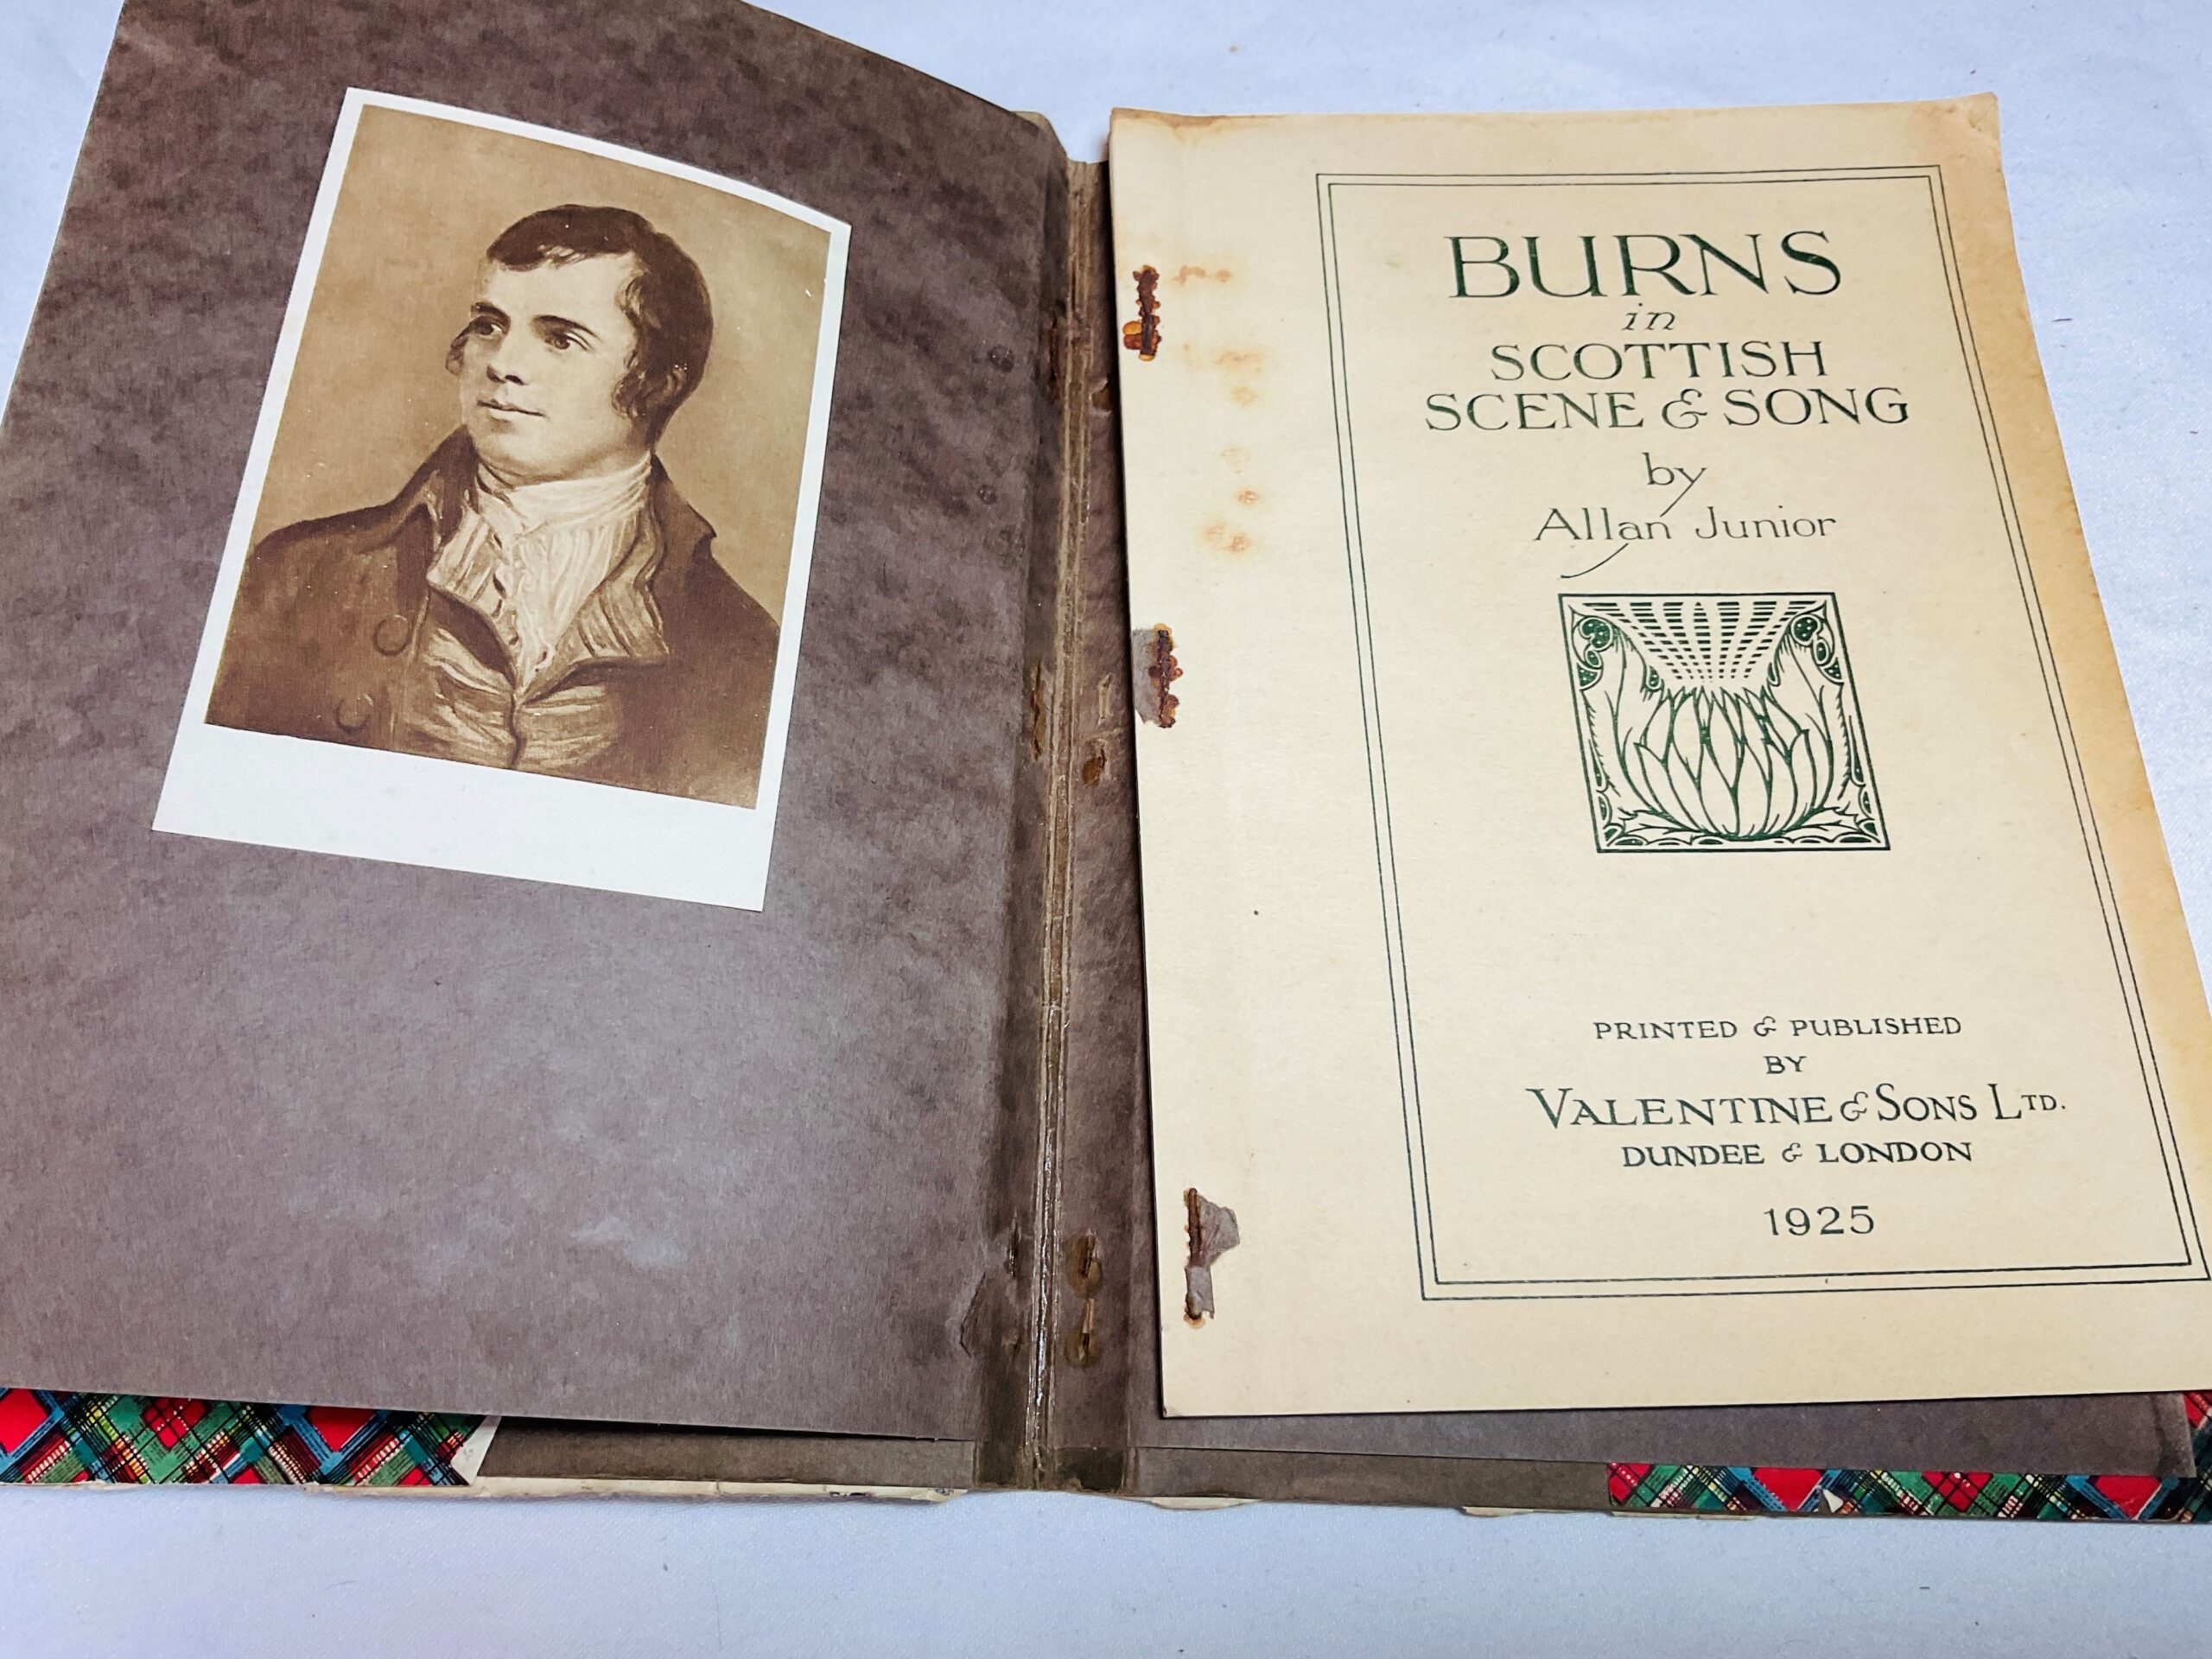 BURNS
in
SCOTTISH
SCENE & SONG
by
Allan Junior
PRINTED & PUBLISHED
BY
VALENTINE & SONS LTD.
DUNDEE & LONDON
1925